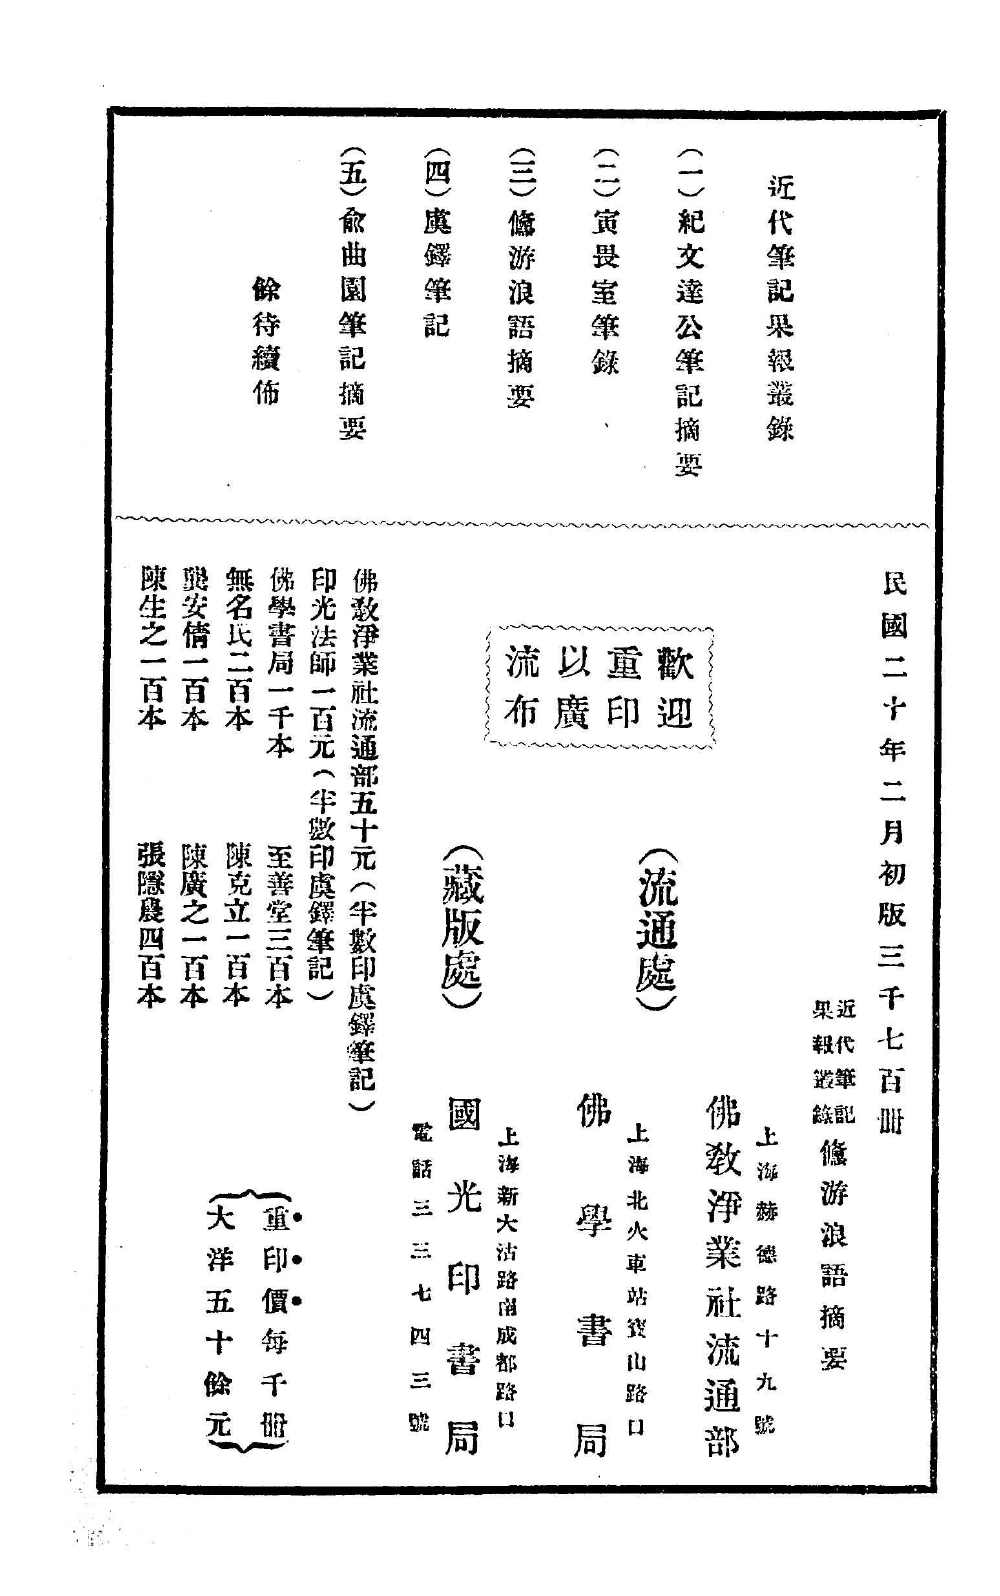 近代筆記果報叢錄
（一）紀文達公筆記摘要
（二）寅畏室筆錄
（三）傭游浪語摘要
（四）虞鐸筆記
（五）俞曲園筆記摘要
餘待續佈
民國二十年二月初版三千七百冊
近代筆記
果報叢錄
傭游浪語摘要
歡迎
重印
以廣
流布
（流通處）
上海赫德路十九號
佛敎淨業社流通部
上海北火車站寶山路口
佛學書局
（藏版處）
上海新大沽路南成都路口
國光印書局
電話三三七四三號
佛敎淨業社流通部五十元（半數印虞鐸筆記）
印光法師一百元（半數印虞鐸筆記）
佛學書局一千本
至善堂三百本
無名氏二百本
陳克立一百本
龔安情一百本
陳廣之一百本
陳生之一百本
張隱農四百本
重印價每千冊
大洋五十餘元